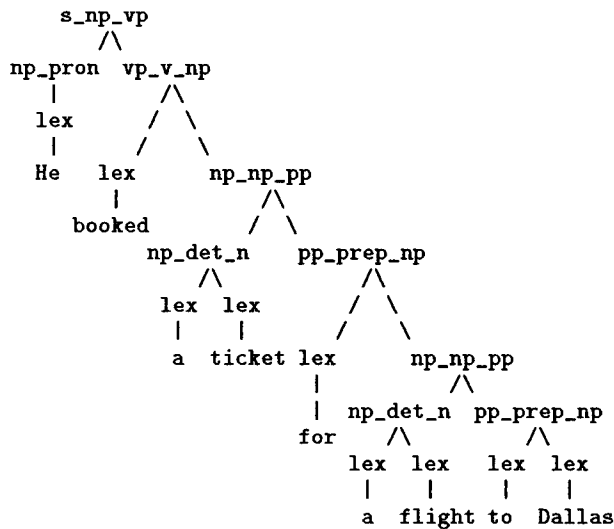 s_np_vp
np_pron vp_v_np
lex
He lex np_np_pp
booked
np_det_n pp_prep_np
lex lex
a ticket lex np_np_pp
np_det_n pp_prep_np
for
lex lex lex lex
a flight to Dallas